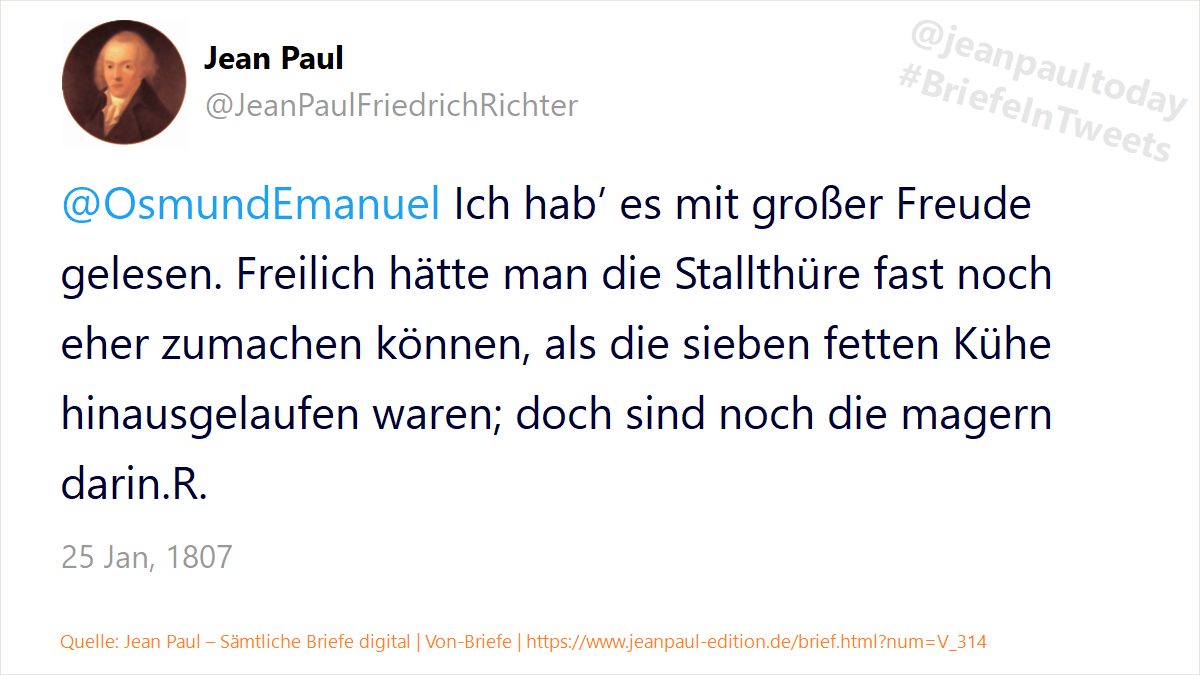 Jean Paul
@JeanPaulFriedrichRichter
@jeanpaultoday
#BriefeInTweets
@OsmundEmanuel Ich hab’ es mit großer Freude
gelesen. Freilich hätte man die Stallthüre fast noch
eher zumachen können, als die sieben fetten Kühe
hinausgelaufen waren; doch sind noch die magern
darin.R.
25 Jan, 1807
Quelle: Jean Paul – Sämtliche Briefe digital | Von-Briefe | https://www.jeanpaul-edition.de/brief.html?num=V_314